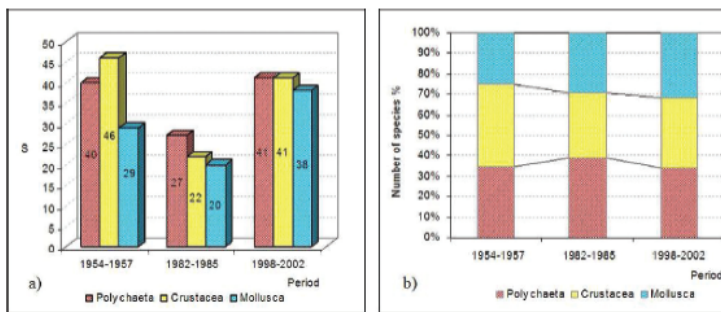 50
45
40
35
30
25
20
15
10
5
0
40 46 29
27 22 20
41 41 38
1954-1957 1982-1985 1998-2002
Period
a)
Polychaeta Crustacea Mollusca
Number of species %
100%
90%
80%
70%
60%
50%
40%
30%
20%
10%
0%
1954-1957 1982-1985 1998-2002
Period
b)
Polychaeta Crustacea Mollusca